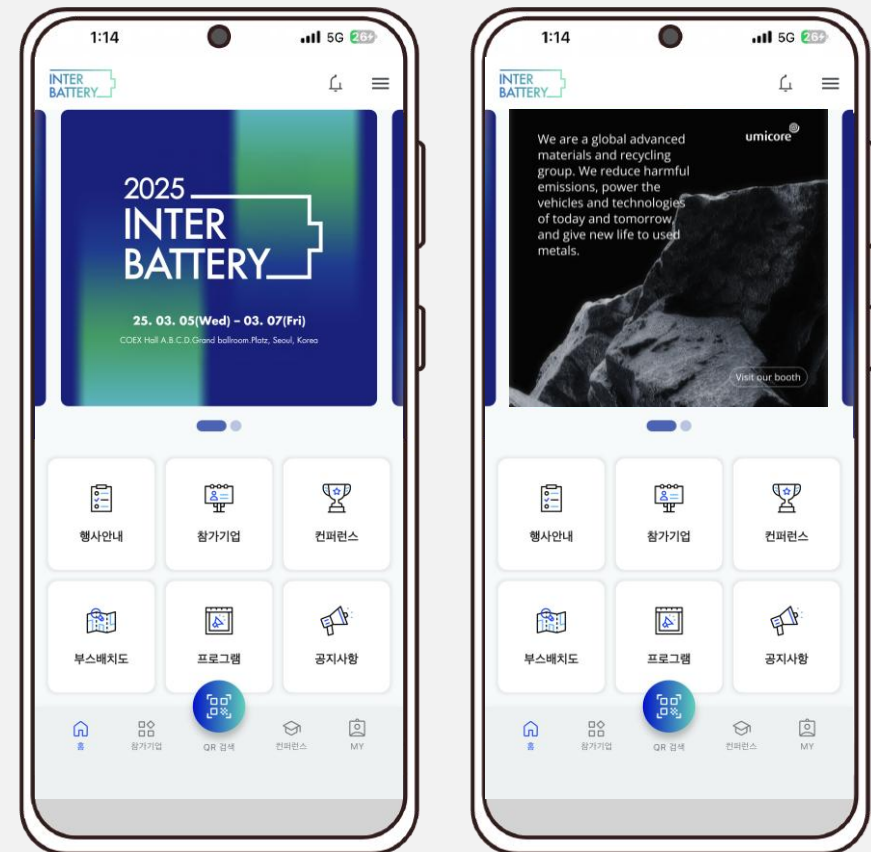 1:14
5G 26
INTER
BATTERY
2025
INTER
BATTERY
25. 03. 05(Wed) – 03. 07(Fri)
COEX Hall A.B.C.D.Grand ballroom.Platz, Seoul, Korea
행사안내
참가기업
컨퍼런스
부스배치도
프로그램
공지사항
홈
참가기업
QR 검색
컨퍼런스
MY
1:14
5G 26
INTER
BATTERY
We are a global advanced
materials and recycling
group. We reduce harmful
emissions, power the
vehicles and technologies
of today and tomorrow,
and give new life to used
metals.
umicore
Visit our booth
행사안내
참가기업
컨퍼런스
부스배치도
프로그램
공지사항
홈
참가기업
QR 검색
컨퍼런스
MY